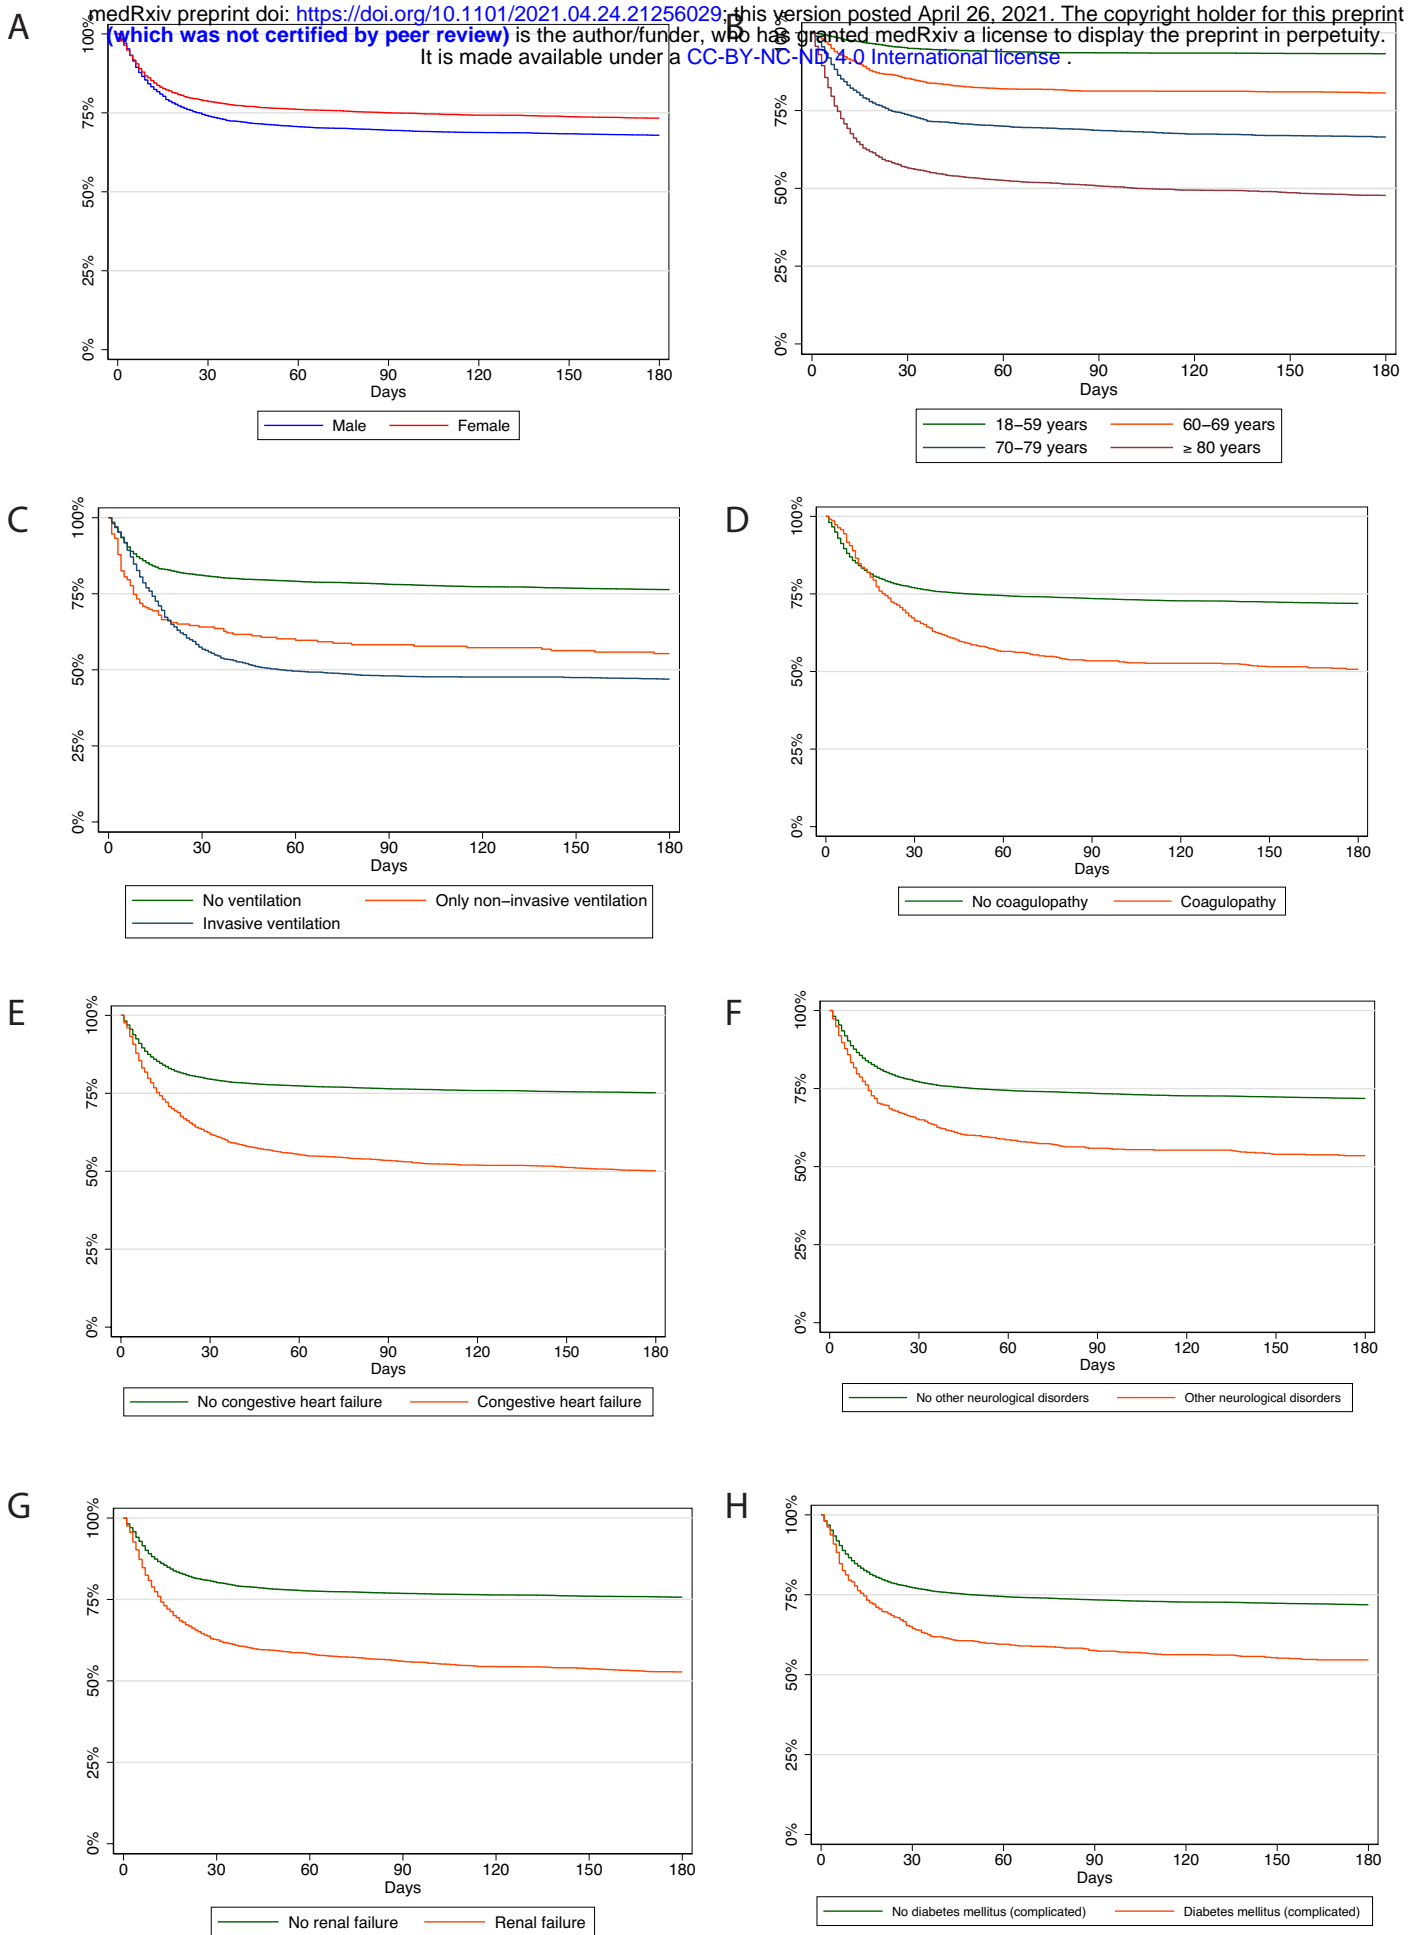 medRxiv preprint doi: https://doi.org/10.1101/2021.04.24.21256029; this version posted April 26, 2021. The copyright holder for this preprint
(which was not certified by peer review) is the author/funder, who has granted medRxiv a license to display the preprint in perpetuity.
It is made available under a CC-BY-NC-ND 4.0 International license .
A
100%
75%
50%
25%
0%
0 30 60 90 120 150 180
Days
Male Female
B
100%
75%
50%
25%
0%
0 30 60 90 120 150 180
Days
18–59 years 60–69 years
70–79 years ≥ 80 years
C
100%
75%
50%
25%
0%
0 30 60 90 120 150 180
Days
No ventilation Only non–invasive ventilation
Invasive ventilation
D
100%
75%
50%
25%
0%
0 30 60 90 120 150 180
Days
No coagulopathy Coagulopathy
E
100%
75%
50%
25%
0%
0 30 60 90 120 150 180
Days
No congestive heart failure Congestive heart failure
F
100%
75%
50%
25%
0%
0 30 60 90 120 150 180
Days
No other neurological disorders Other neurological disorders
G
100%
75%
50%
25%
0%
0 30 60 90 120 150 180
Days
No renal failure Renal failure
H
100%
75%
50%
25%
0%
0 30 60 90 120 150 180
Days
No diabetes mellitus (complicated) Diabetes mellitus (complicated)